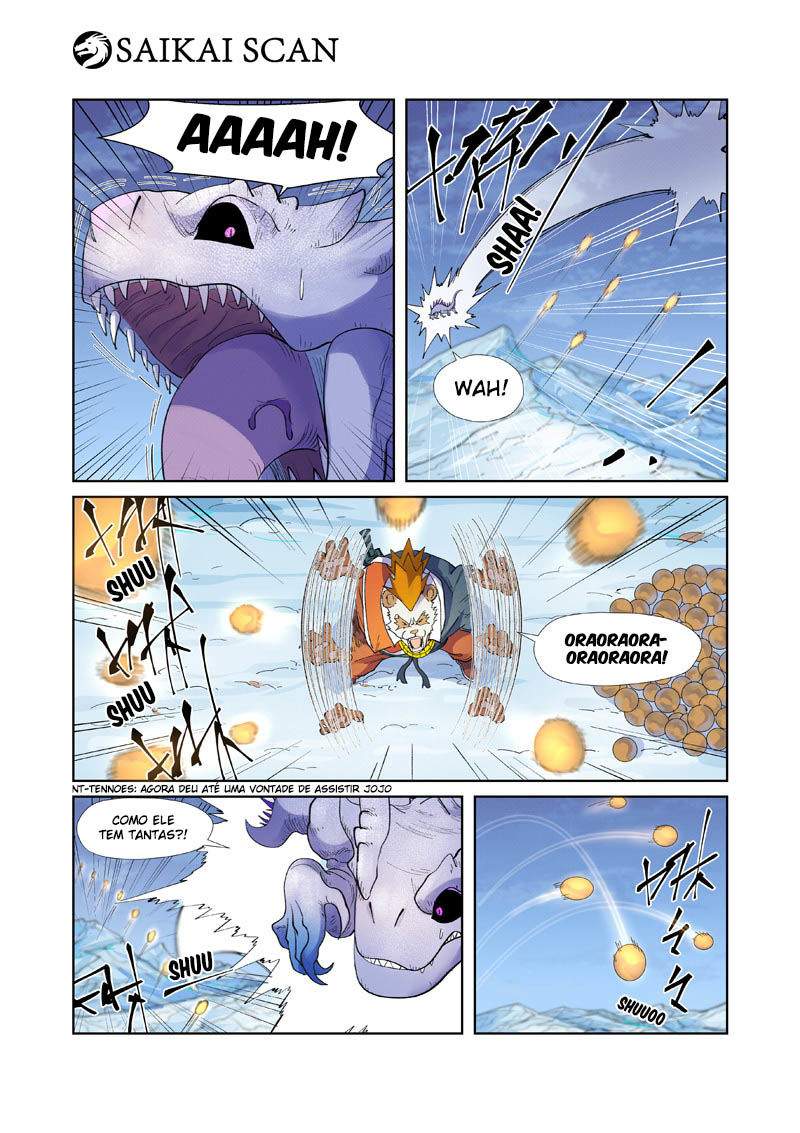 SAIKAI SCAN
AAAAH!
SHAA!
WAH!
SHUU
SHUU
ORAORAORA-
ORAORAORA!
NT-TENNOES: AGORA DEU ATÉ UMA VONTADE DE ASSISTIR JOJO
COMO ELE
TEM TANTAS?!
SHUU
SHUUOO